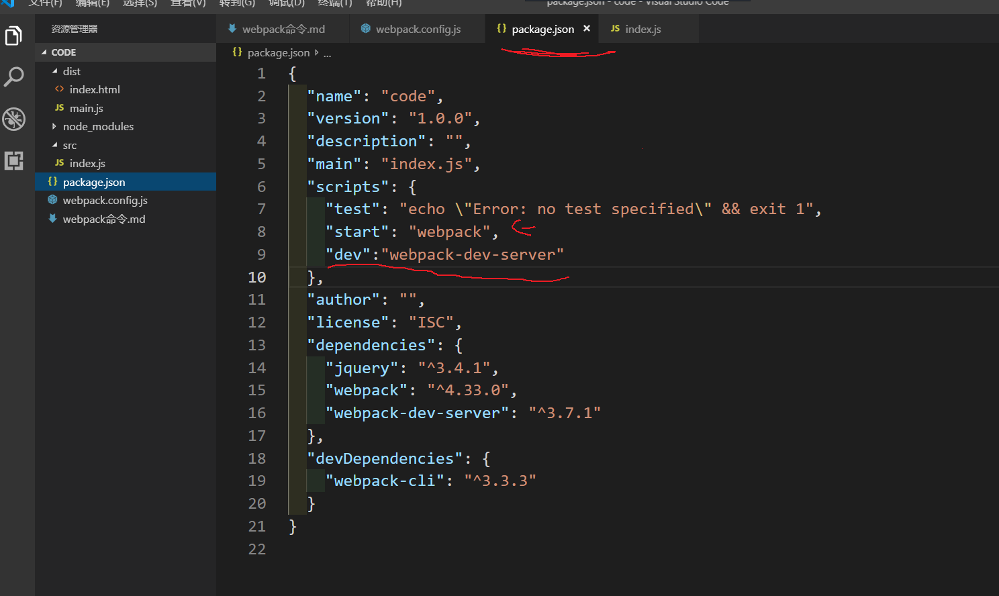 文件(F) 编辑(E) 选择(S) 查看(V) 转到(G) 调试(D) 终端(T) 帮助(H) package.json - code - Visual Studio Code
资源管理器
webpack命令.md webpack.config.js {} package.json × JS index.js
CODE
{} package.json ...
dist
<> index.html
JS main.js
node_modules
src
JS index.js
{} package.json
webpack.config.js
webpack命令.md
1 {
2 "name": "code",
3 "version": "1.0.0",
4 "description": "",
5 "main": "index.js",
6 "scripts": {
7 "test": "echo \"Error: no test specified\" && exit 1",
8 "start": "webpack",
9 "dev":"webpack-dev-server"
10 },
11 "author": "",
12 "license": "ISC",
13 "dependencies": {
14 "jquery": "^3.4.1",
15 "webpack": "^4.33.0",
16 "webpack-dev-server": "^3.7.1"
17 },
18 "devDependencies": {
19 "webpack-cli": "^3.3.3"
20 }
21 }
22